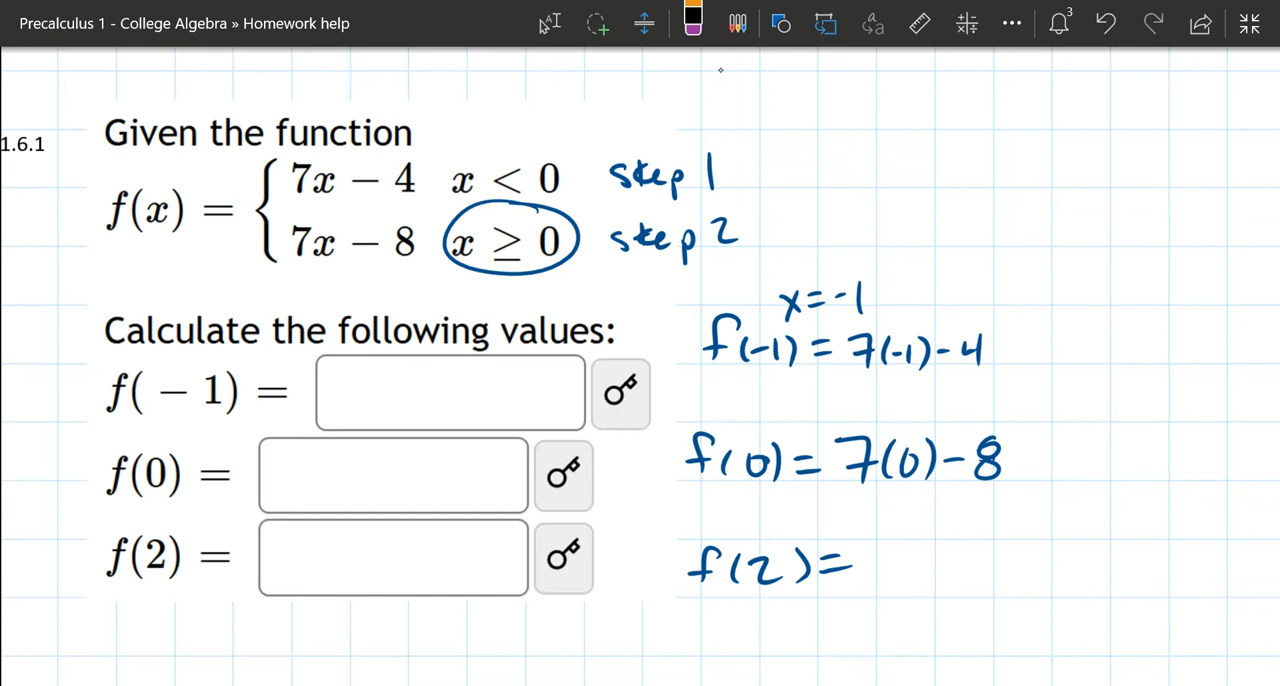 Precalculus 1 - College Algebra » Homework help
3
1.6.1
Given the function
f(x) = { 7x − 4 x < 0 step 1
7x − 8 x ≥ 0 step 2
x = -1
Calculate the following values:
f(-1) = 7(-1) - 4
f( − 1) =
f(0) = 7(0) - 8
f(0) =
f(2) =
f(2) =